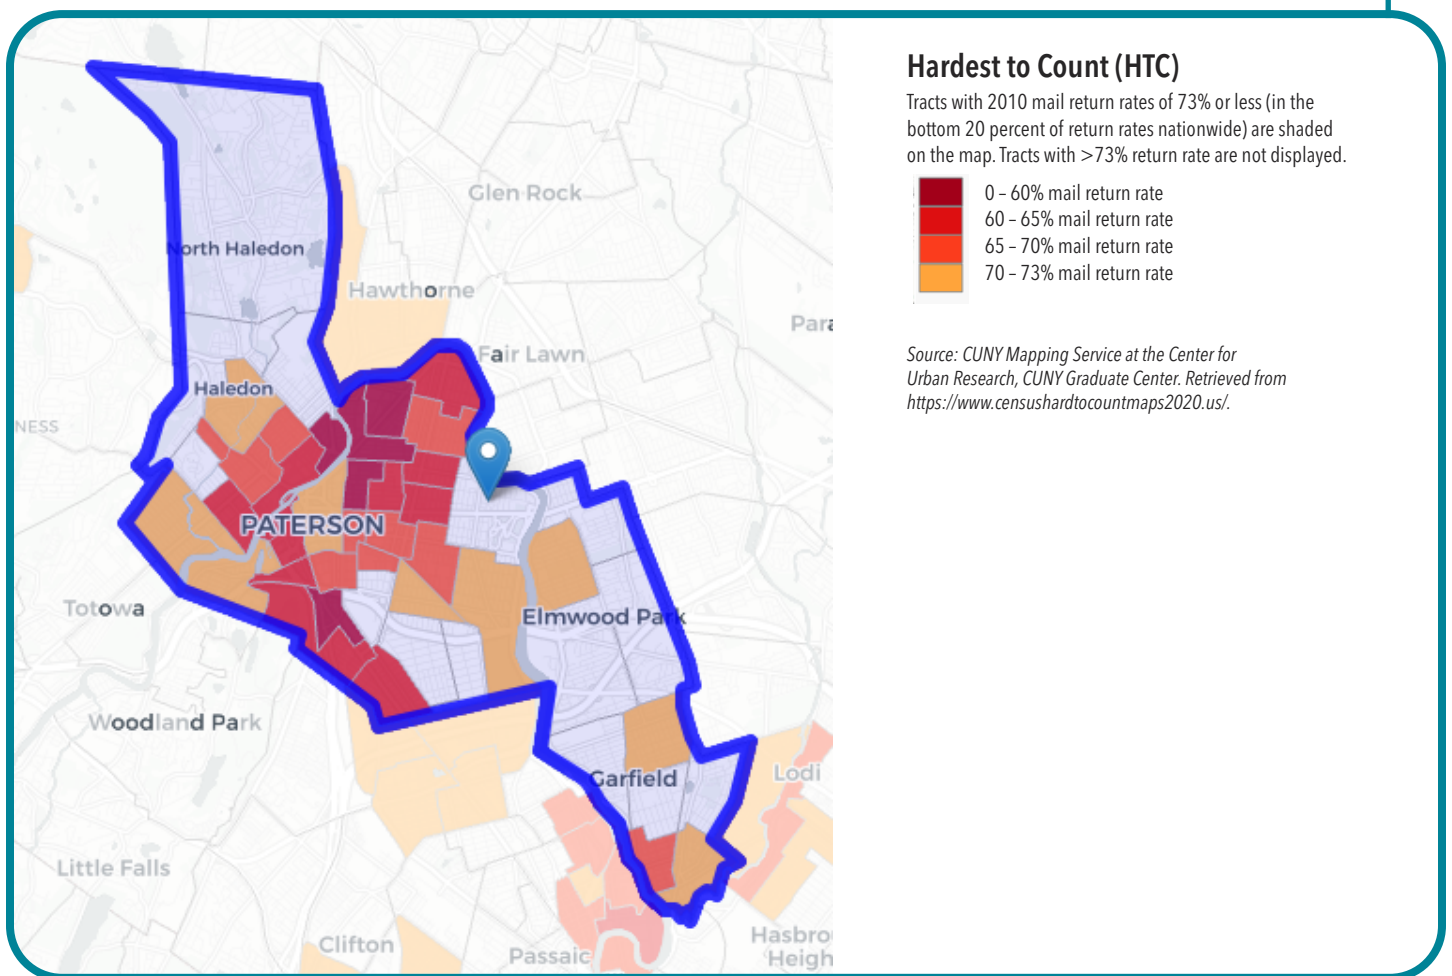 Hardest to Count (HTC)
Tracts with 2010 mail return rates of 73% or less (in the
bottom 20 percent of return rates nationwide) are shaded
on the map. Tracts with >73% return rate are not displayed.
0 – 60% mail return rate
60 – 65% mail return rate
65 – 70% mail return rate
70 – 73% mail return rate
Source: CUNY Mapping Service at the Center for
Urban Research, CUNY Graduate Center. Retrieved from
https://www.censushardtocountmaps2020.us/.
Glen Rock
North Haledon
Hawthorne
Para
Fair Lawn
Haledon
NESS
PATERSON
Totowa
Elmwood Park
Woodland Park
Garfield
Lodi
Little Falls
Clifton
Passaic
Hasbro
Heigh